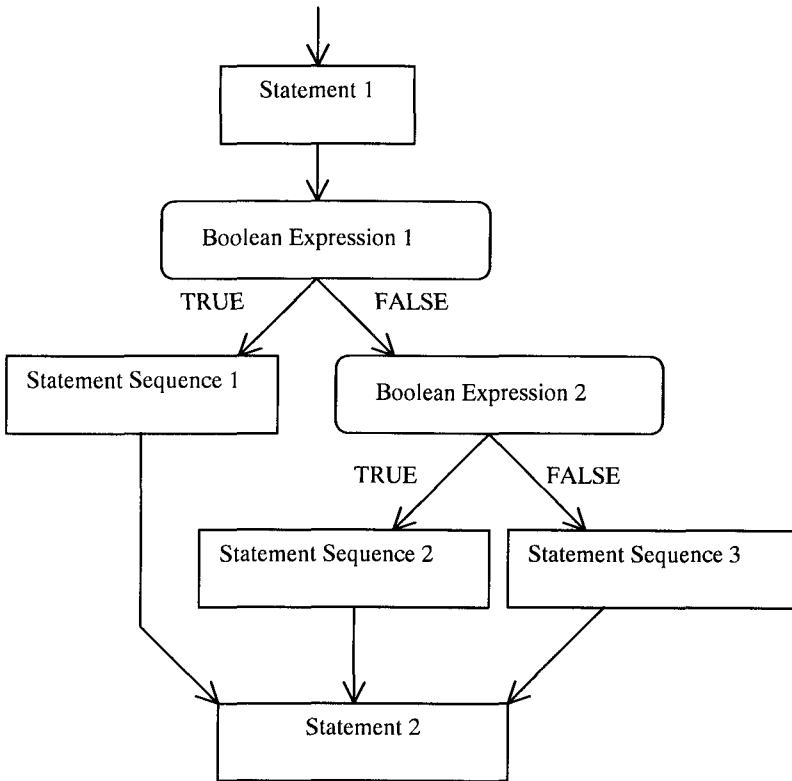 Statement 1
Boolean Expression 1
TRUE
FALSE
Statement Sequence 1
Boolean Expression 2
TRUE
FALSE
Statement Sequence 2
Statement Sequence 3
Statement 2